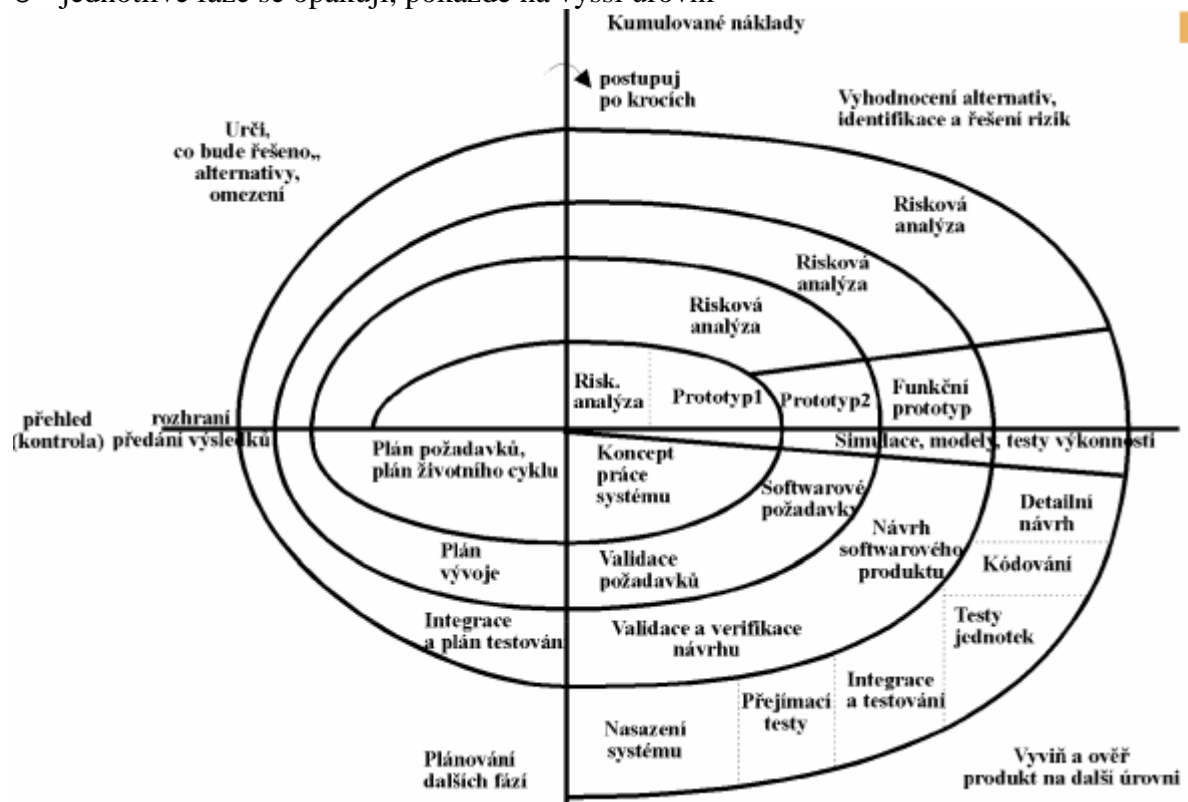 jednotlivé fáze se opakují, pokaždé na vyšší úrovni
Kumulované náklady
postupuj
po krocích
Vyhodnocení alternativ,
identifikace a řešení rizik
Urči,
co bude řešeno,,
alternativy,
omezení
Risková
analýza
Risková
analýza
Risková
analýza
Risk.
analýza
Prototyp1
Prototyp2
Funkční
prototyp
přehled
(kontrola)
rozhraní
předání výsledků
Simulace, modely, testy výkonnosti
Plán požadavků,
plán životního cyklu
Koncept
práce
systému
Softwarové
požadavky
Detailní
návrh
Návrh
softwarového
produktu
Kódování
Plán
vývoje
Validace
požadavků
Testy
jednotek
Integrace
a plán testován
Validace a verifikace
návrhu
Integrace
a testování
Přejímací
testy
Nasazení
systému
Plánování
dalších fází
Vyviň a ověř
produkt na další úrovni